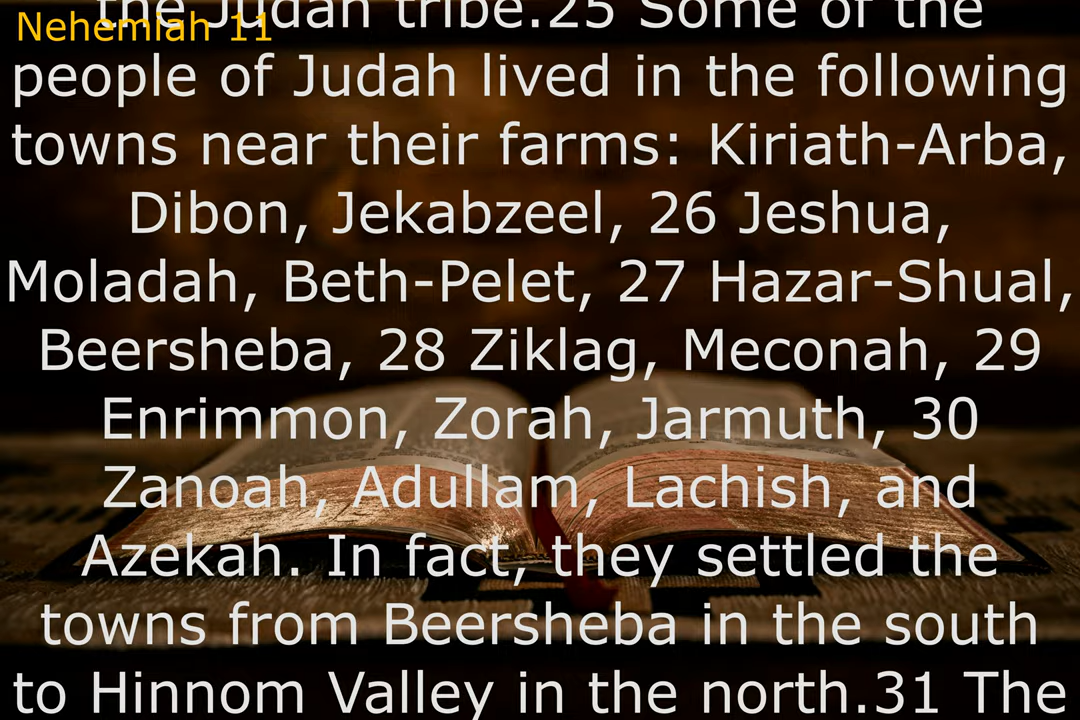 the Judah tribe.25 Some of the
Nehemiah 11
people of Judah lived in the following
towns near their farms: Kiriath-Arba,
Dibon, Jekabzeel, 26 Jeshua,
Moladah, Beth-Pelet, 27 Hazar-Shual,
Beersheba, 28 Ziklag, Meconah, 29
Enrimmon, Zorah, Jarmuth, 30
Zanoah, Adullam, Lachish, and
Azekah. In fact, they settled the
towns from Beersheba in the south
to Hinnom Valley in the north.31 The